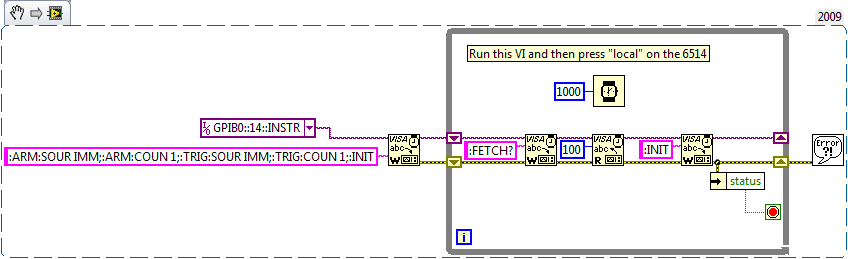 2009
Run this VI and then press "local" on the 6514
1000
I/O GPIB0::14::INSTR
:ARM:SOUR IMM;:ARM:COUN 1;:TRIG:SOUR IMM;:TRIG:COUN 1;:INIT
VISA abc W
:FETCH?
VISA abc W
100
VISA abc R
:INIT
VISA abc W
Error ?!
status
i